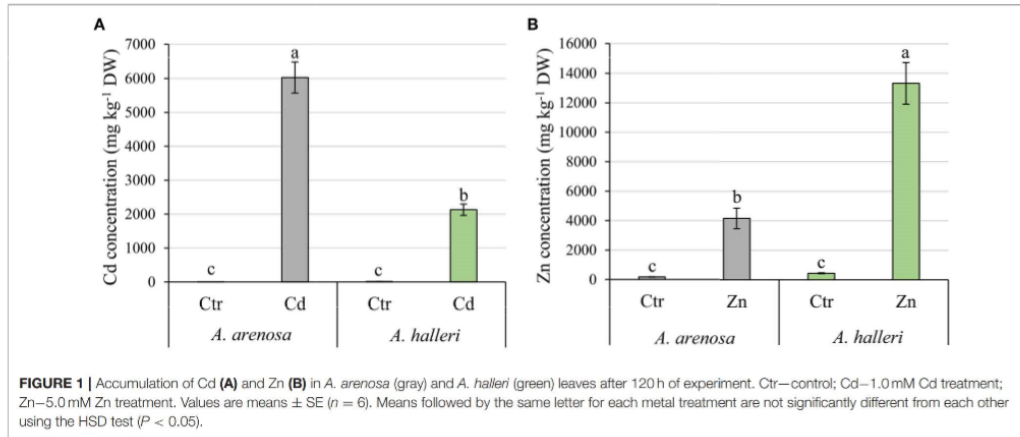 A
Cd concentration (mg kg⁻¹ DW)
7000
6000
5000
4000
3000
2000
1000
0
c
a
c
b
Ctr
Cd
Ctr
Cd
A. arenosa
A. halleri
B
Zn concentration (mg kg⁻¹ DW)
16000
14000
12000
10000
8000
6000
4000
2000
0
c
b
c
a
Ctr
Zn
Ctr
Zn
A. arenosa
A. halleri
FIGURE 1 | Accumulation of Cd (A) and Zn (B) in A. arenosa (gray) and A. halleri (green) leaves after 120 h of experiment. Ctr—control; Cd—1.0 mM Cd treatment;
Zn—5.0 mM Zn treatment. Values are means ± SE (n = 6). Means followed by the same letter for each metal treatment are not significantly different from each other
using the HSD test (P < 0.05).